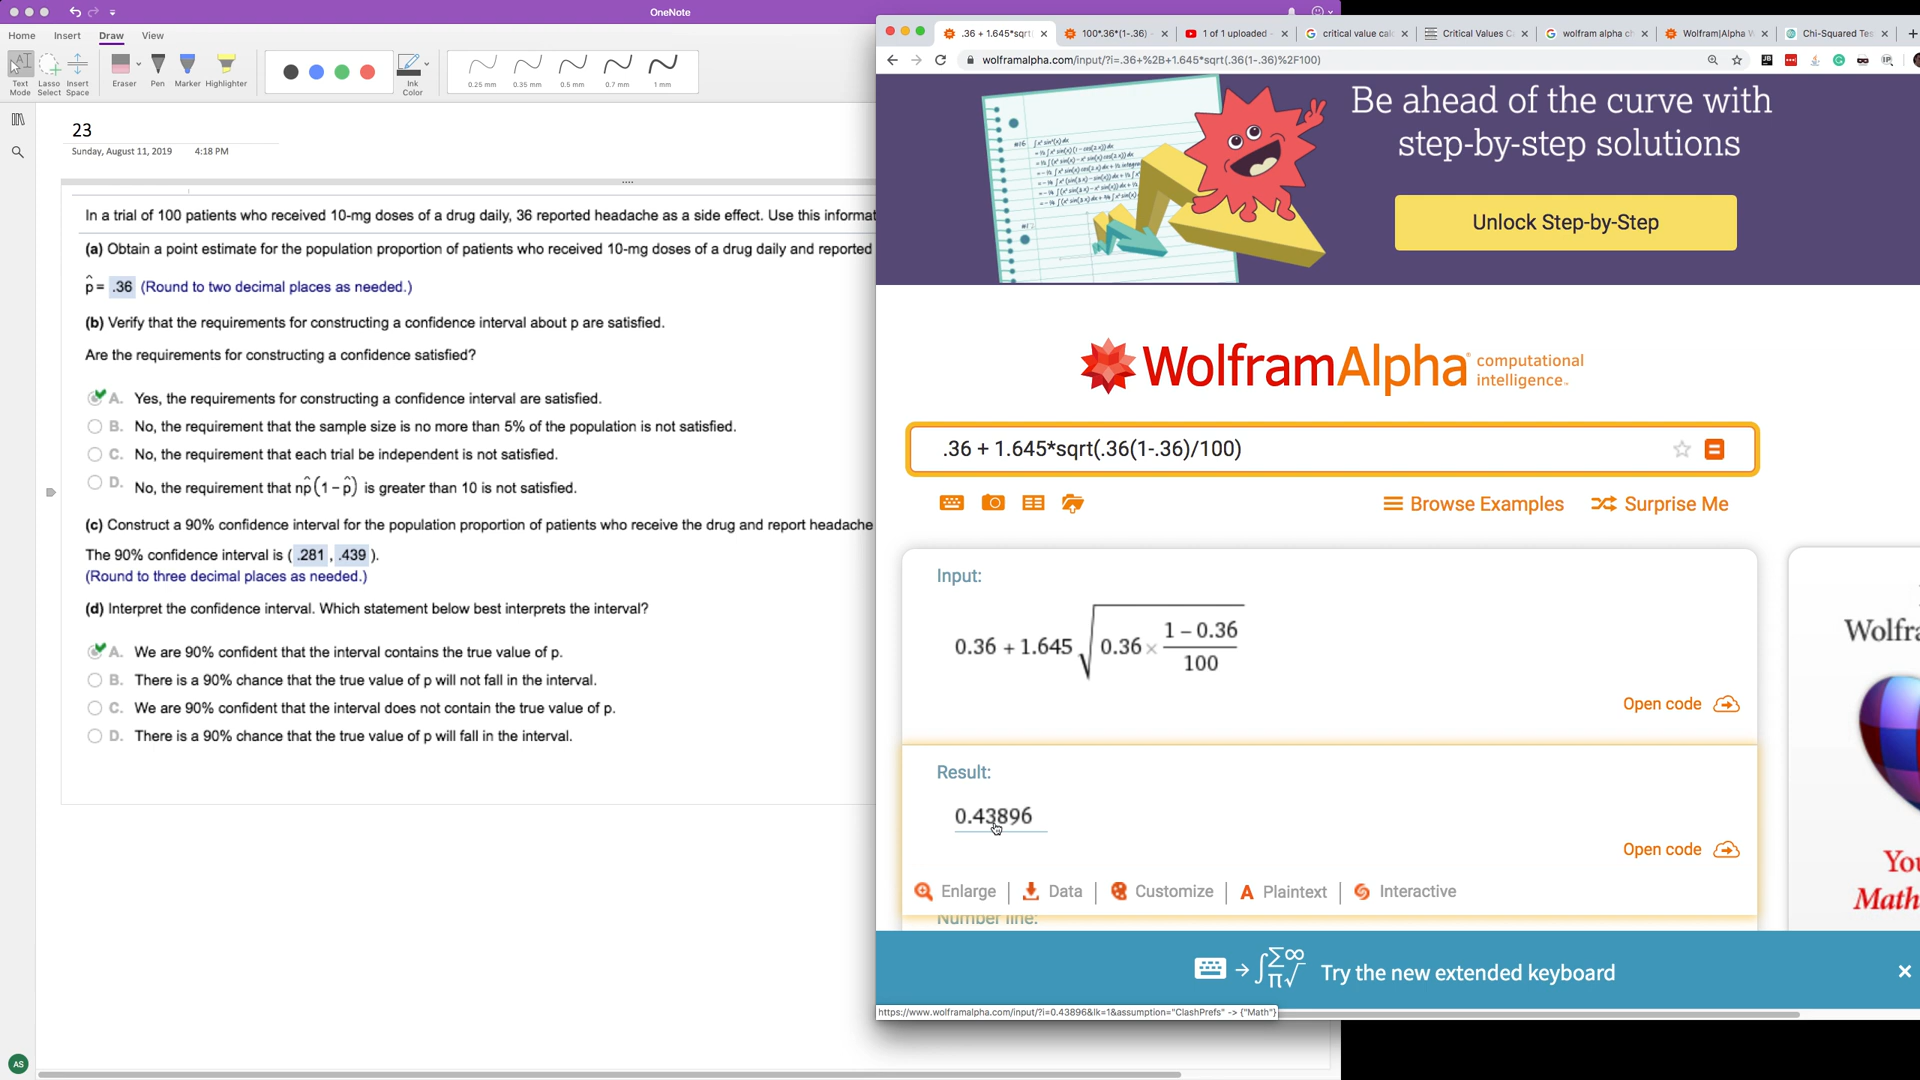 OneNote
Home Insert Draw View
Text Mode
Lasso Select
Insert Space
Eraser
Pen
Marker
Highlighter
Ink Color
0.25 mm
0.35 mm
0.5 mm
0.7 mm
1 mm
23
Sunday, August 11, 2019 4:18 PM
In a trial of 100 patients who received 10-mg doses of a drug daily, 36 reported headache as a side effect. Use this informat
(a) Obtain a point estimate for the population proportion of patients who received 10-mg doses of a drug daily and reported
p̂ = .36 (Round to two decimal places as needed.)
(b) Verify that the requirements for constructing a confidence interval about p are satisfied.
Are the requirements for constructing a confidence satisfied?
A. Yes, the requirements for constructing a confidence interval are satisfied.
B. No, the requirement that the sample size is no more than 5% of the population is not satisfied.
C. No, the requirement that each trial be independent is not satisfied.
D. No, the requirement that np̂(1−p̂) is greater than 10 is not satisfied.
(c) Construct a 90% confidence interval for the population proportion of patients who receive the drug and report headache
The 90% confidence interval is ( .281 , .439 ).
(Round to three decimal places as needed.)
(d) Interpret the confidence interval. Which statement below best interprets the interval?
A. We are 90% confident that the interval contains the true value of p.
B. There is a 90% chance that the true value of p will not fall in the interval.
C. We are 90% confident that the interval does not contain the true value of p.
D. There is a 90% chance that the true value of p will fall in the interval.
AS
.36 + 1.645*sqrt(
100*.36*(1-.36) -
1 of 1 uploaded -
critical value cal
Critical Values C
wolfram alpha ch
Wolfram|Alpha W
Chi-Squared Tes
wolframalpha.com/input/?i=.36+%2B+1.645*sqrt(.36(1-.36)%2F100)
Be ahead of the curve with
step-by-step solutions
Unlock Step-by-Step
WolframAlpha computational intelligence.
.36 + 1.645*sqrt(.36(1-.36)/100)
Browse Examples Surprise Me
Input:
0.36 + 1.645 √(0.36 × (1 − 0.36)/100)
Open code
Result:
0.43896
Open code
Enlarge | Data | Customize | A Plaintext | Interactive
Number line:
→ ∫Σ∞π√ Try the new extended keyboard
https://www.wolframalpha.com/input/?i=0.43896&lk=1&assumption="ClashPrefs" -> {"Math"}
Wolfra
You
Math